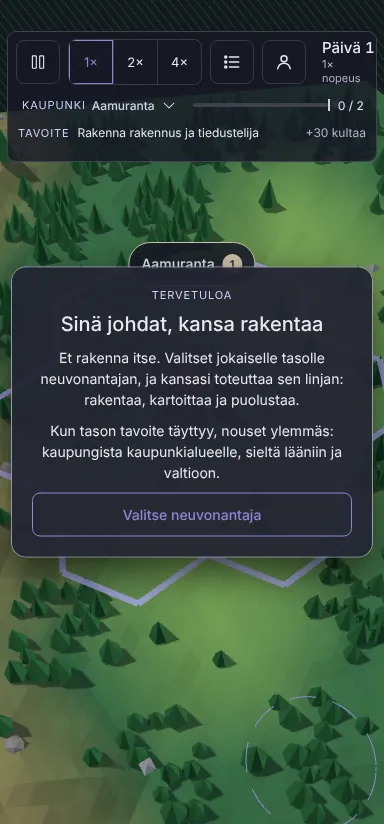 1×
2×
4×
Päivä 1
1×
nopeus
KAUPUNKI Aamuranta 0 / 2
TAVOITE Rakenna rakennus ja tiedustelija +30 kultaa
Aamuranta 1
TERVETULOA
Sinä johdat, kansa rakentaa
Et rakenna itse. Valitset jokaiselle tasolle
neuvonantajan, ja kansasi toteuttaa sen linjan:
rakentaa, kartoittaa ja puolustaa.
Kun tason tavoite täyttyy, nouset ylemmäs:
kaupungista kaupunkialueelle, sieltä lääniin ja
valtioon.
Valitse neuvonantaja